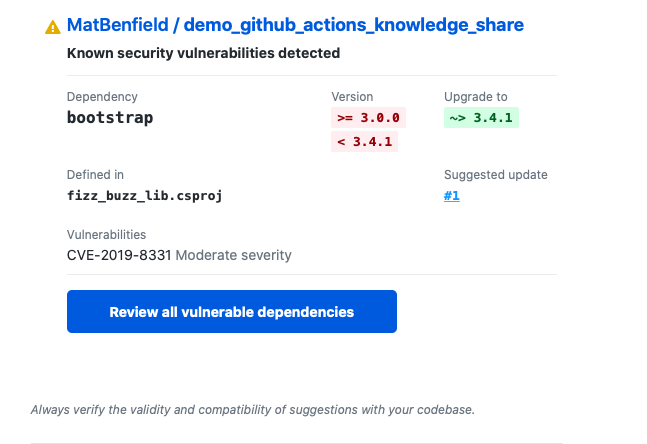 MatBenfield / demo_github_actions_knowledge_share
Known security vulnerabilities detected
Dependency Version Upgrade to
bootstrap >= 3.0.0 ~> 3.4.1
< 3.4.1
Defined in Suggested update
fizz_buzz_lib.csproj #1
Vulnerabilities
CVE-2019-8331 Moderate severity
Review all vulnerable dependencies
Always verify the validity and compatibility of suggestions with your codebase.